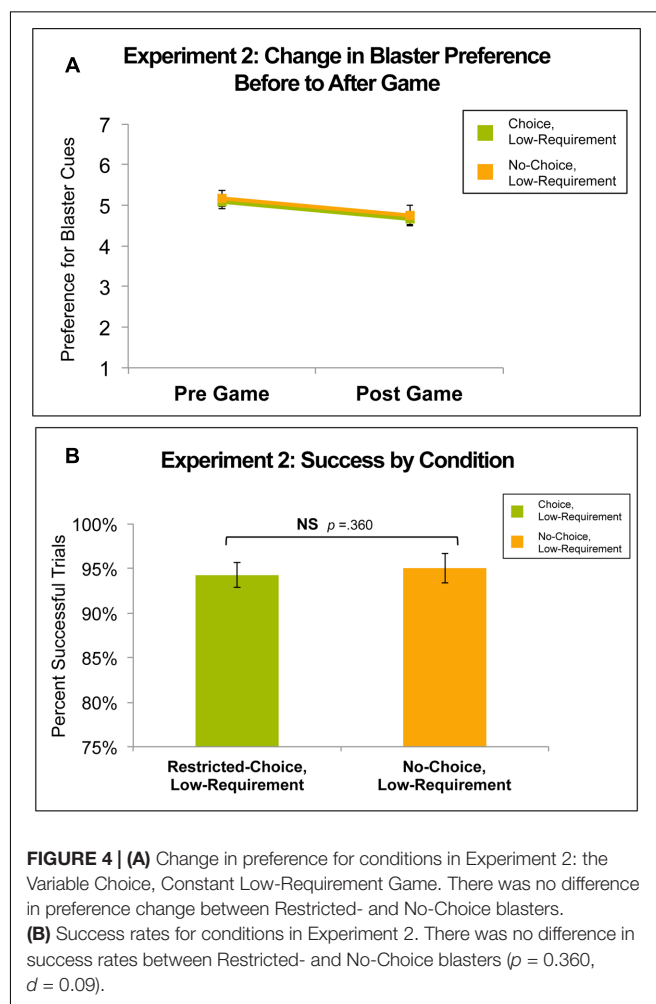 A
Experiment 2: Change in Blaster Preference
Before to After Game
Choice,
Low-Requirement
No-Choice,
Low-Requirement
Preference for Blaster Cues
7
6
5
4
3
2
1
Pre Game
Post Game
B
Experiment 2: Success by Condition
Choice,
Low-Requirement
No-Choice,
Low-Requirement
Percent Successful Trials
100%
95%
90%
85%
80%
75%
NS p =.360
Restricted-Choice,
Low-Requirement
No-Choice,
Low-Requirement
FIGURE 4 | (A) Change in preference for conditions in Experiment 2: the
Variable Choice, Constant Low-Requirement Game. There was no difference
in preference change between Restricted- and No-Choice blasters.
(B) Success rates for conditions in Experiment 2. There was no difference in
success rates between Restricted- and No-Choice blasters (p = 0.360,
d = 0.09).